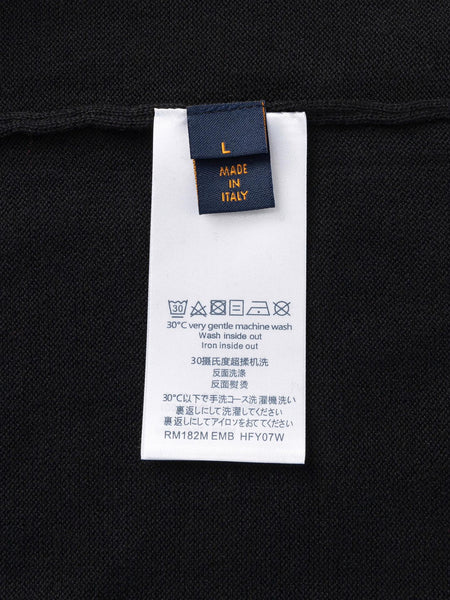 L
MADE
IN
ITALY
30
30°C very gentle machine wash
Wash inside out
Iron inside out
30摄氏度超揉机洗
反面洗涤
反面熨烫
30℃以下で手洗コース洗濯機洗い
裏返しにして洗濯してください
裏返しにしてアイロンをおててください
RM182M EMB HFY07W